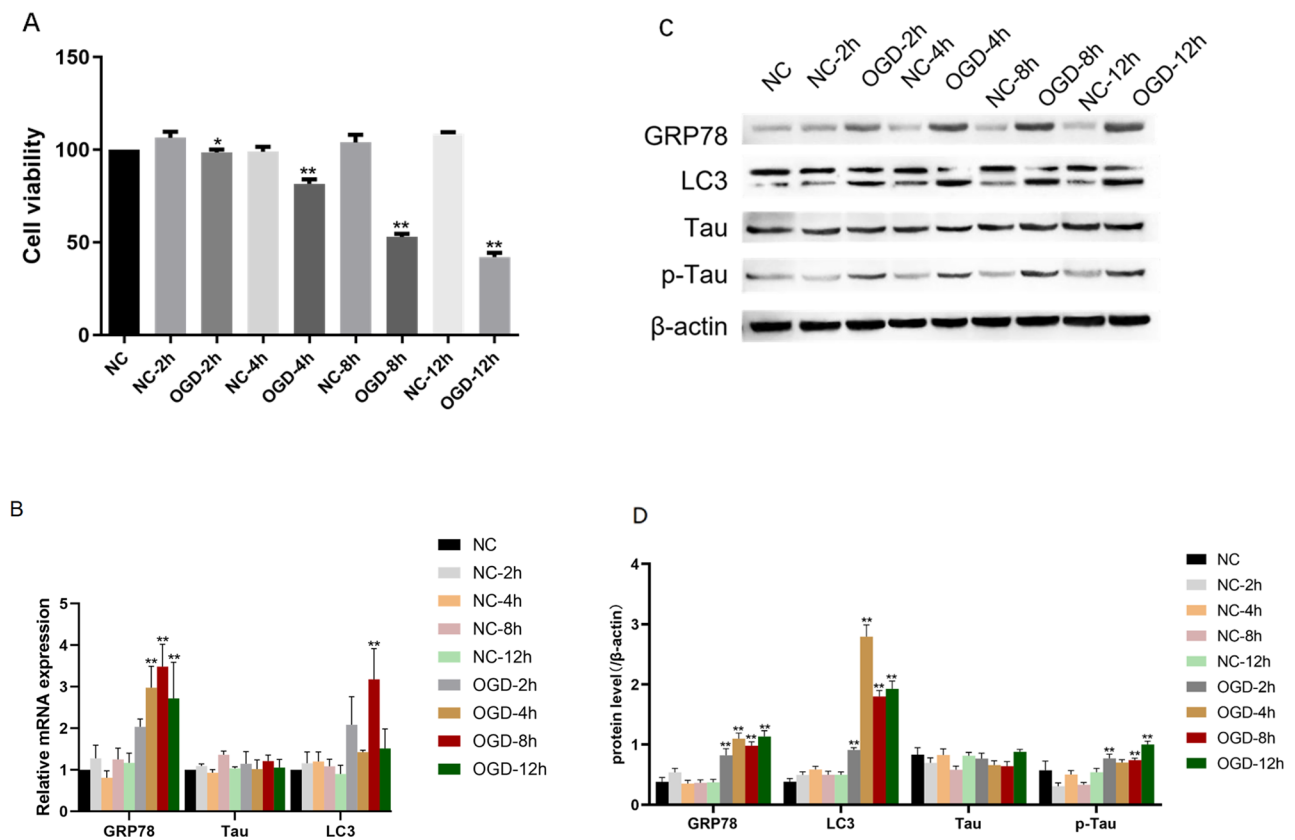 A
150
100
50
0
Cell viability
*
**
**
**
NC
NC-2h
OGD-2h
NC-4h
OGD-4h
NC-8h
OGD-8h
NC-12h
OGD-12h
C
NC
NC-2h
OGD-2h
NC-4h
OGD-4h
NC-8h
OGD-8h
NC-12h
OGD-12h
GRP78
LC3
Tau
p-Tau
β-actin
B
Relative mRNA expression
5
4
3
2
1
0
** ** **
**
GRP78 Tau LC3
NC
NC-2h
NC-4h
NC-8h
NC-12h
OGD-2h
OGD-4h
OGD-8h
OGD-12h
D
protein level(/β-actin)
4
3
2
1
0
** ** ** **
** ** ** **
** ** **
GRP78 LC3 Tau p-Tau
NC
NC-2h
NC-4h
NC-8h
NC-12h
OGD-2h
OGD-4h
OGD-8h
OGD-12h